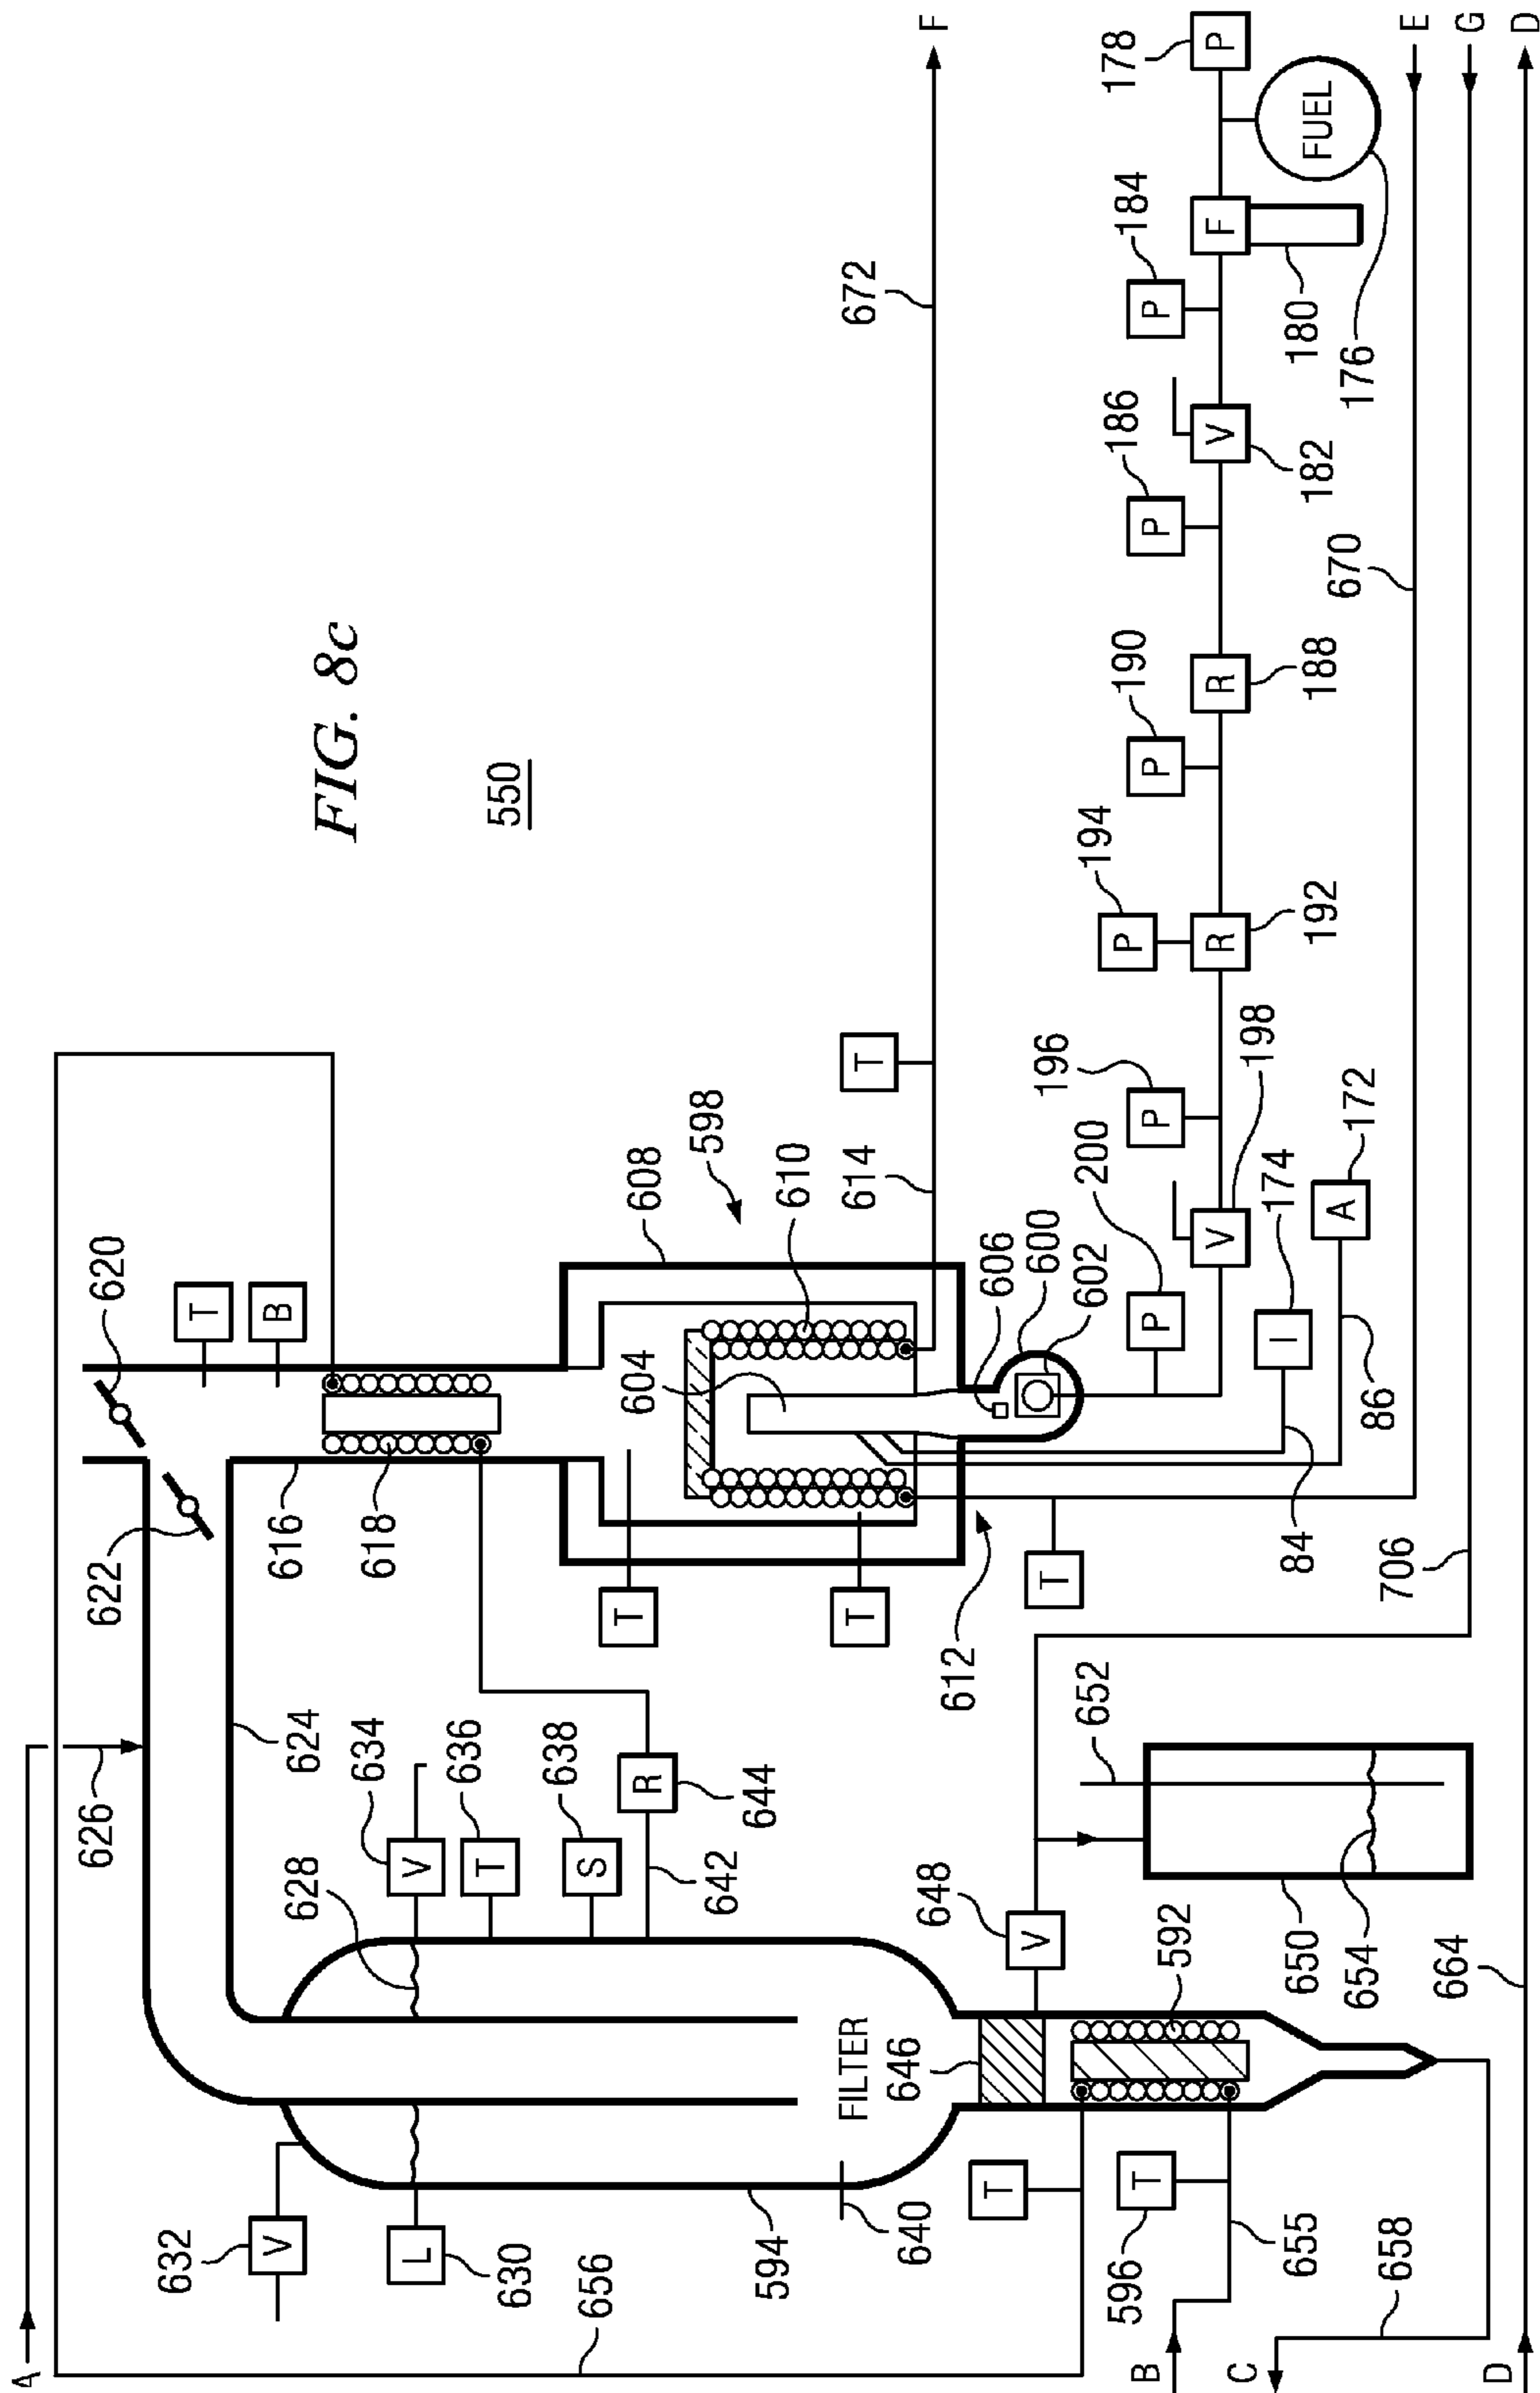 FIG. 8c
550
A
626
622
620
T
B
616
618
624
628
634
V
636
T
638
S
R
644
642
632
V
L
630
656
594
640
FILTER
646
648
V
592
T
T
596
655
B
C
658
D
664
650
654
652
706
T
T
T
612
604
608
598
610
614
T
672
F
606
600
602
84
86
I
174
A
172
P
200
V
198
P
196
R
192
P
194
P
190
R
188
P
186
V
182
P
184
F
180
FUEL
176
P
178
670
E
G
D